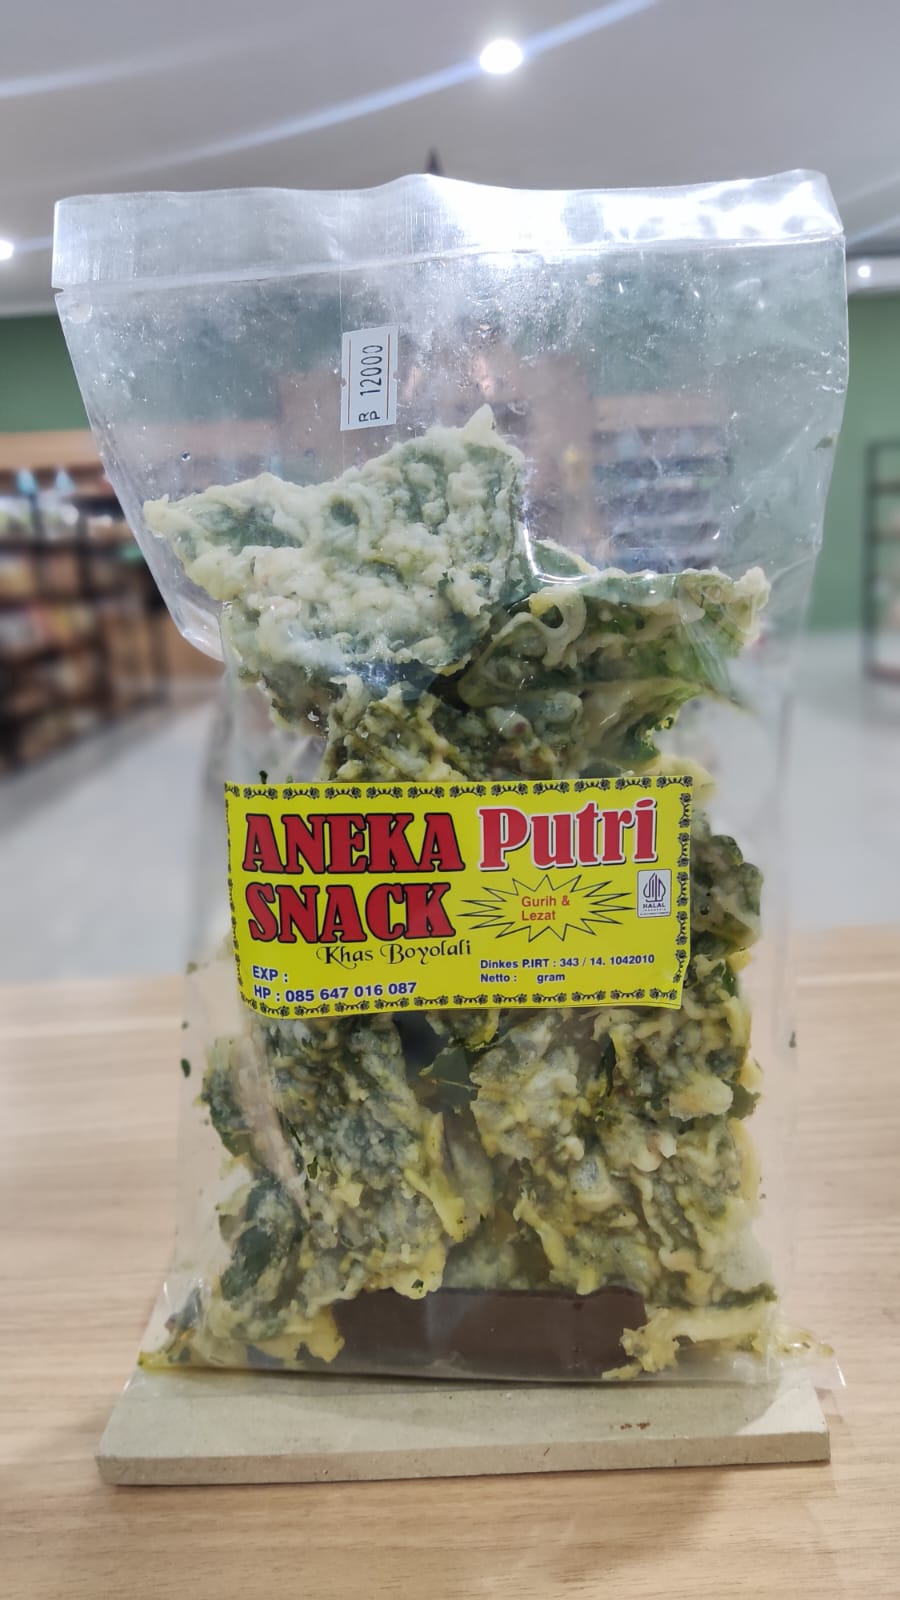 RP 12000
ANEKA Putri
SNACK
Gurih &
Lezat
HALAL
INDONESIA
Khas Boyolali
EXP :
HP : 085 647 016 087
Dinkes P.IRT : 343 / 14. 1042010
Netto : gram